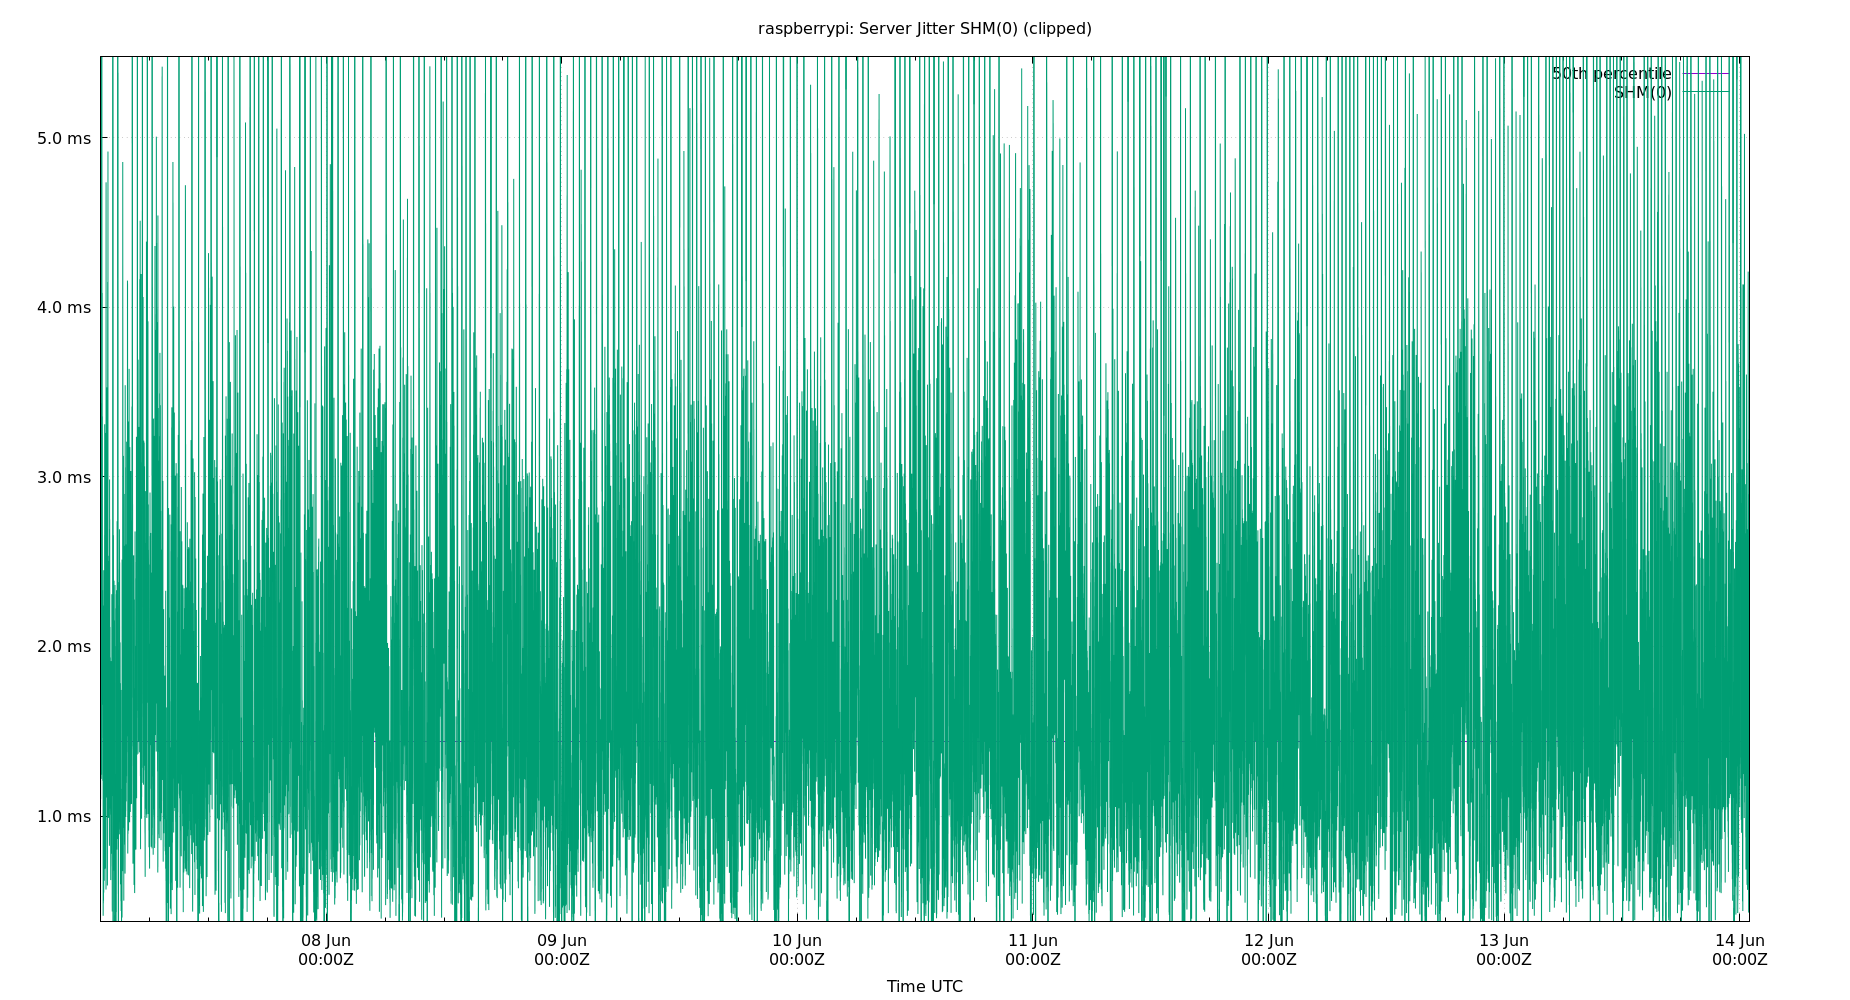 raspberrypi: Server Jitter SHM(0) (clipped)
50th percentile
SHM(0)
5.0 ms
4.0 ms
3.0 ms
2.0 ms
1.0 ms
08 Jun 09 Jun 10 Jun 11 Jun 12 Jun 13 Jun 14 Jun
00:00Z 00:00Z 00:00Z 00:00Z 00:00Z 00:00Z 00:00Z
Time UTC